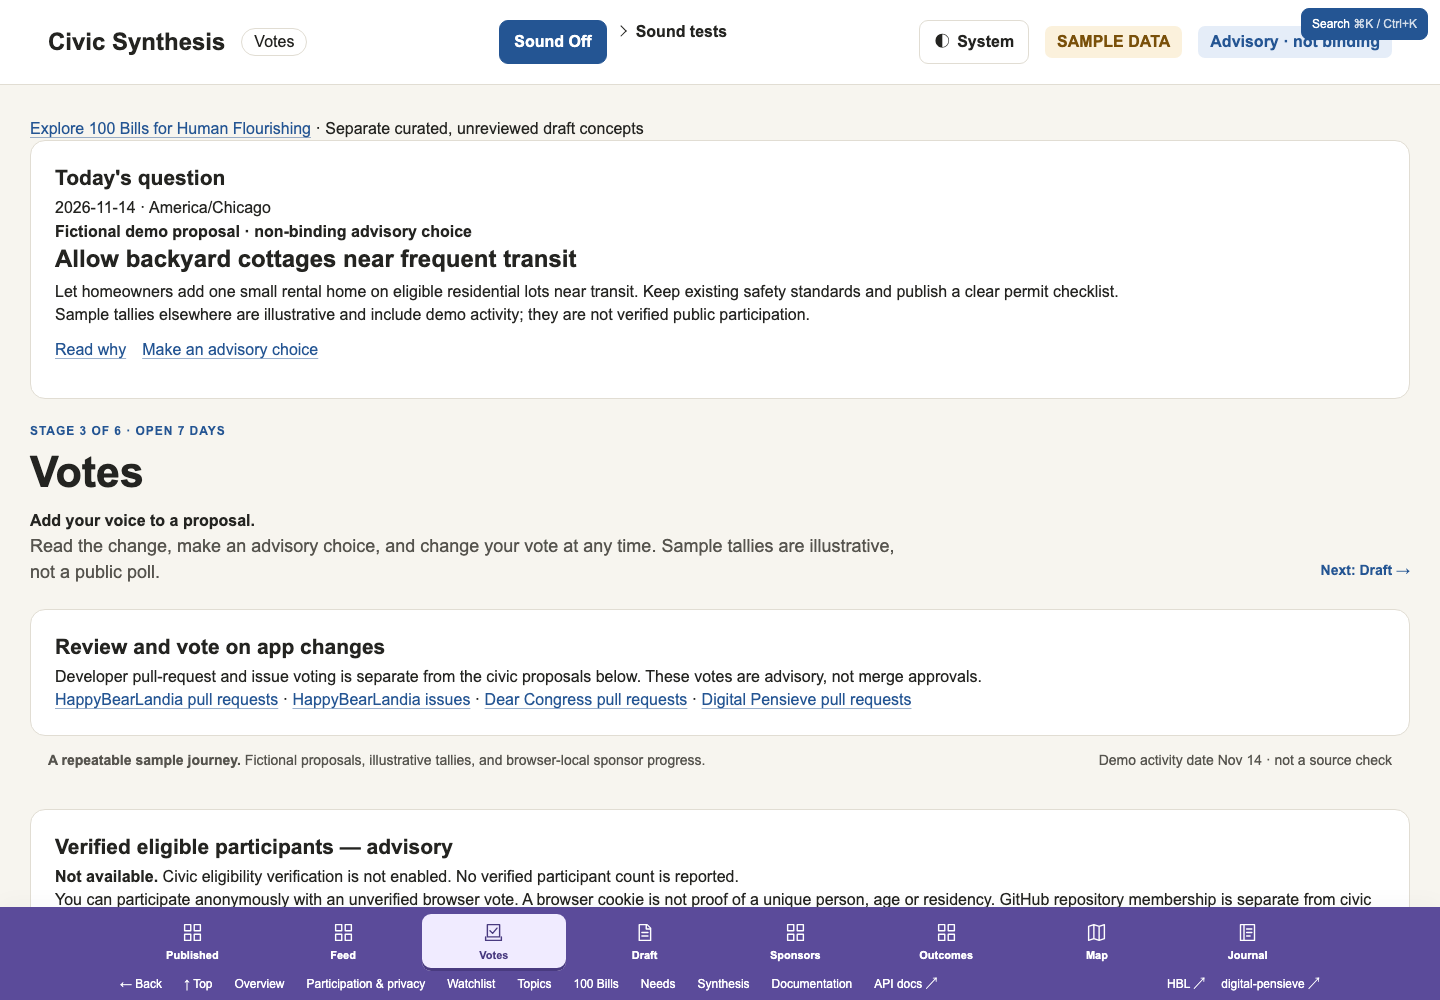 Civic Synthesis
Votes
Sound Off
Sound tests
System
SAMPLE DATA
Advisory · not binding
Search ⌘K / Ctrl+K
Explore 100 Bills for Human Flourishing · Separate curated, unreviewed draft concepts
Today's question
2026-11-14 · America/Chicago
Fictional demo proposal · non-binding advisory choice
Allow backyard cottages near frequent transit
Let homeowners add one small rental home on eligible residential lots near transit. Keep existing safety standards and publish a clear permit checklist.
Sample tallies elsewhere are illustrative and include demo activity; they are not verified public participation.
Read why Make an advisory choice
STAGE 3 OF 6 · OPEN 7 DAYS
Votes
Add your voice to a proposal.
Read the change, make an advisory choice, and change your vote at any time. Sample tallies are illustrative,
not a public poll.
Next: Draft →
Review and vote on app changes
Developer pull-request and issue voting is separate from the civic proposals below. These votes are advisory, not merge approvals.
HappyBearLandia pull requests · HappyBearLandia issues · Dear Congress pull requests · Digital Pensieve pull requests
A repeatable sample journey. Fictional proposals, illustrative tallies, and browser-local sponsor progress.
Demo activity date Nov 14 · not a source check
Verified eligible participants — advisory
Not available. Civic eligibility verification is not enabled. No verified participant count is reported.
You can participate anonymously with an unverified browser vote. A browser cookie is not proof of a unique person, age or residency. GitHub repository membership is separate from civic
Published
Feed
Votes
Draft
Sponsors
Outcomes
Map
Journal
← Back ↑ Top Overview Participation & privacy Watchlist Topics 100 Bills Needs Synthesis Documentation API docs ↗ HBL ↗ digital-pensieve ↗